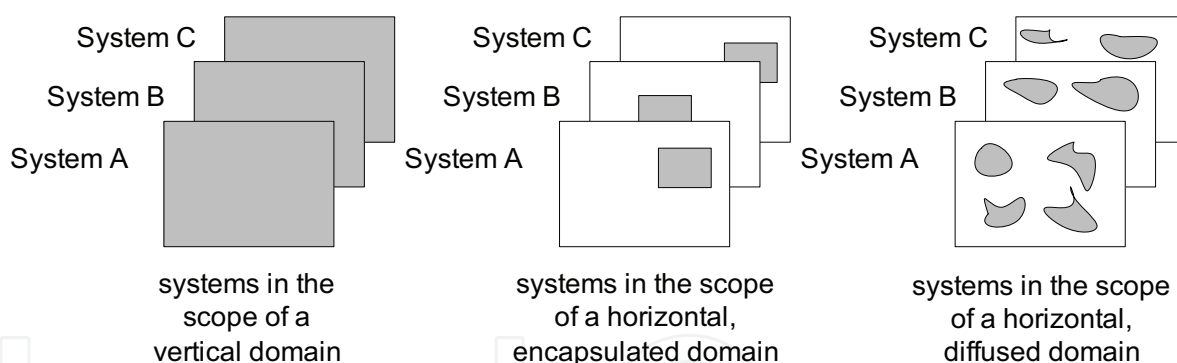 System C
System B
System A
systems in the
scope of a
vertical domain
System C
System B
System A
systems in the scope
of a horizontal,
encapsulated domain
System C
System B
System A
systems in the scope
of a horizontal,
diffused domain